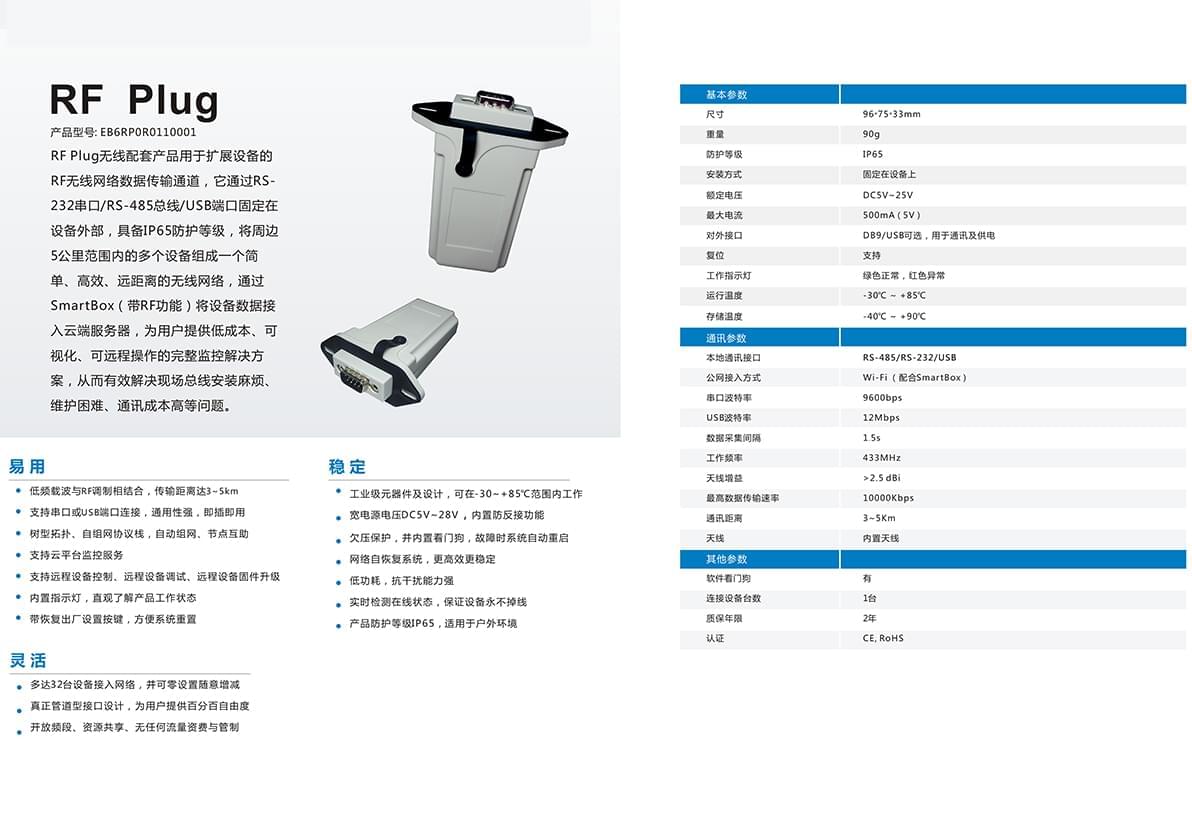 RF Plug
产品型号: EB6RP0R0110001
RF Plug无线配套产品用于扩展设备的
RF无线网络数据传输通道，它通过RS-
232串口/RS-485总线/USB端口固定在
设备外部，具备IP65防护等级，将周边
5公里范围内的多个设备组成一个简
单、高效、远距离的无线网络，通过
SmartBox（带RF功能）将设备数据接
入云端服务器，为用户提供低成本、可
视化、可远程操作的完整监控解决方
案，从而有效解决现场总线安装麻烦、
维护困难、通讯成本高等问题。
易用
低频载波与RF调制相结合，传输距离达3~5km
支持串口或USB端口连接，通用性强，即插即用
树型拓扑、自组网协议栈，自动组网、节点互助
支持云平台监控服务
支持远程设备控制、远程设备调试、远程设备固件升级
内置指示灯，直观了解产品工作状态
带恢复出厂设置按键，方便系统重置
稳定
工业级元器件及设计，可在-30~+85℃范围内工作
宽电源电压DC5V~28V，内置防反接功能
欠压保护，并内置看门狗，故障时系统自动重启
网络自恢复系统，更高效更稳定
低功耗，抗干扰能力强
实时检测在线状态，保证设备永不掉线
产品防护等级IP65，适用于户外环境
灵活
多达32台设备接入网络，并可零设置随意增减
真正管道型接口设计，为用户提供百分百自由度
开放频段、资源共享、无任何流量资费与管制
基本参数
尺寸 96*75*33mm
重量 90g
防护等级 IP65
安装方式 固定在设备上
额定电压 DC5V~25V
最大电流 500mA（5V）
对外接口 DB9/USB可选，用于通讯及供电
复位 支持
工作指示灯 绿色正常，红色异常
运行温度 -30℃ ~ +85℃
存储温度 -40℃ ~ +90℃
通讯参数
本地通讯接口 RS-485/RS-232/USB
公网接入方式 Wi-Fi（配合SmartBox）
串口波特率 9600bps
USB波特率 12Mbps
数据采集间隔 1.5s
工作频率 433MHz
天线增益 >2.5 dBi
最高数据传输速率 10000Kbps
通讯距离 3~5Km
天线 内置天线
其他参数
软件看门狗 有
连接设备台数 1台
质保年限 2年
认证 CE, RoHS